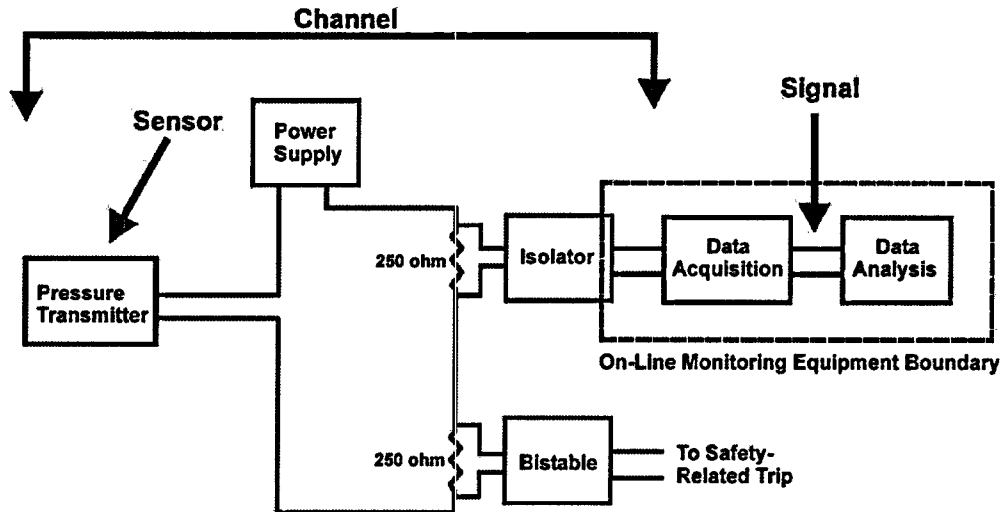 Channel
Signal
Sensor
Power
Supply
250 ohm
Isolator
Data
Acquisition
Data
Analysis
Pressure
Transmitter
On-Line Monitoring Equipment Boundary
250 ohm
Bistable
To Safety-
Related Trip